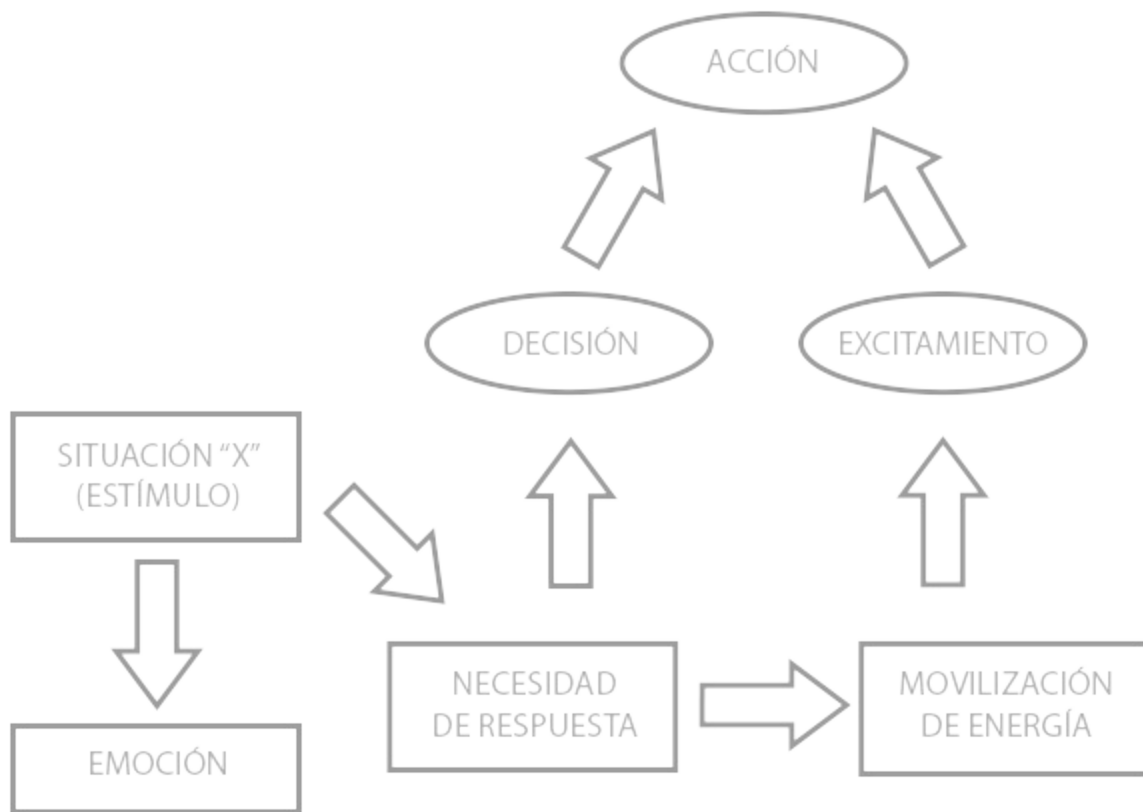 ACCIÓN
DECISIÓN
EXCITAMIENTO
SITUACIÓN “X”
(ESTÍMULO)
NECESIDAD
DE RESPUESTA
MOVILIZACIÓN
DE ENERGÍA
EMOCIÓN